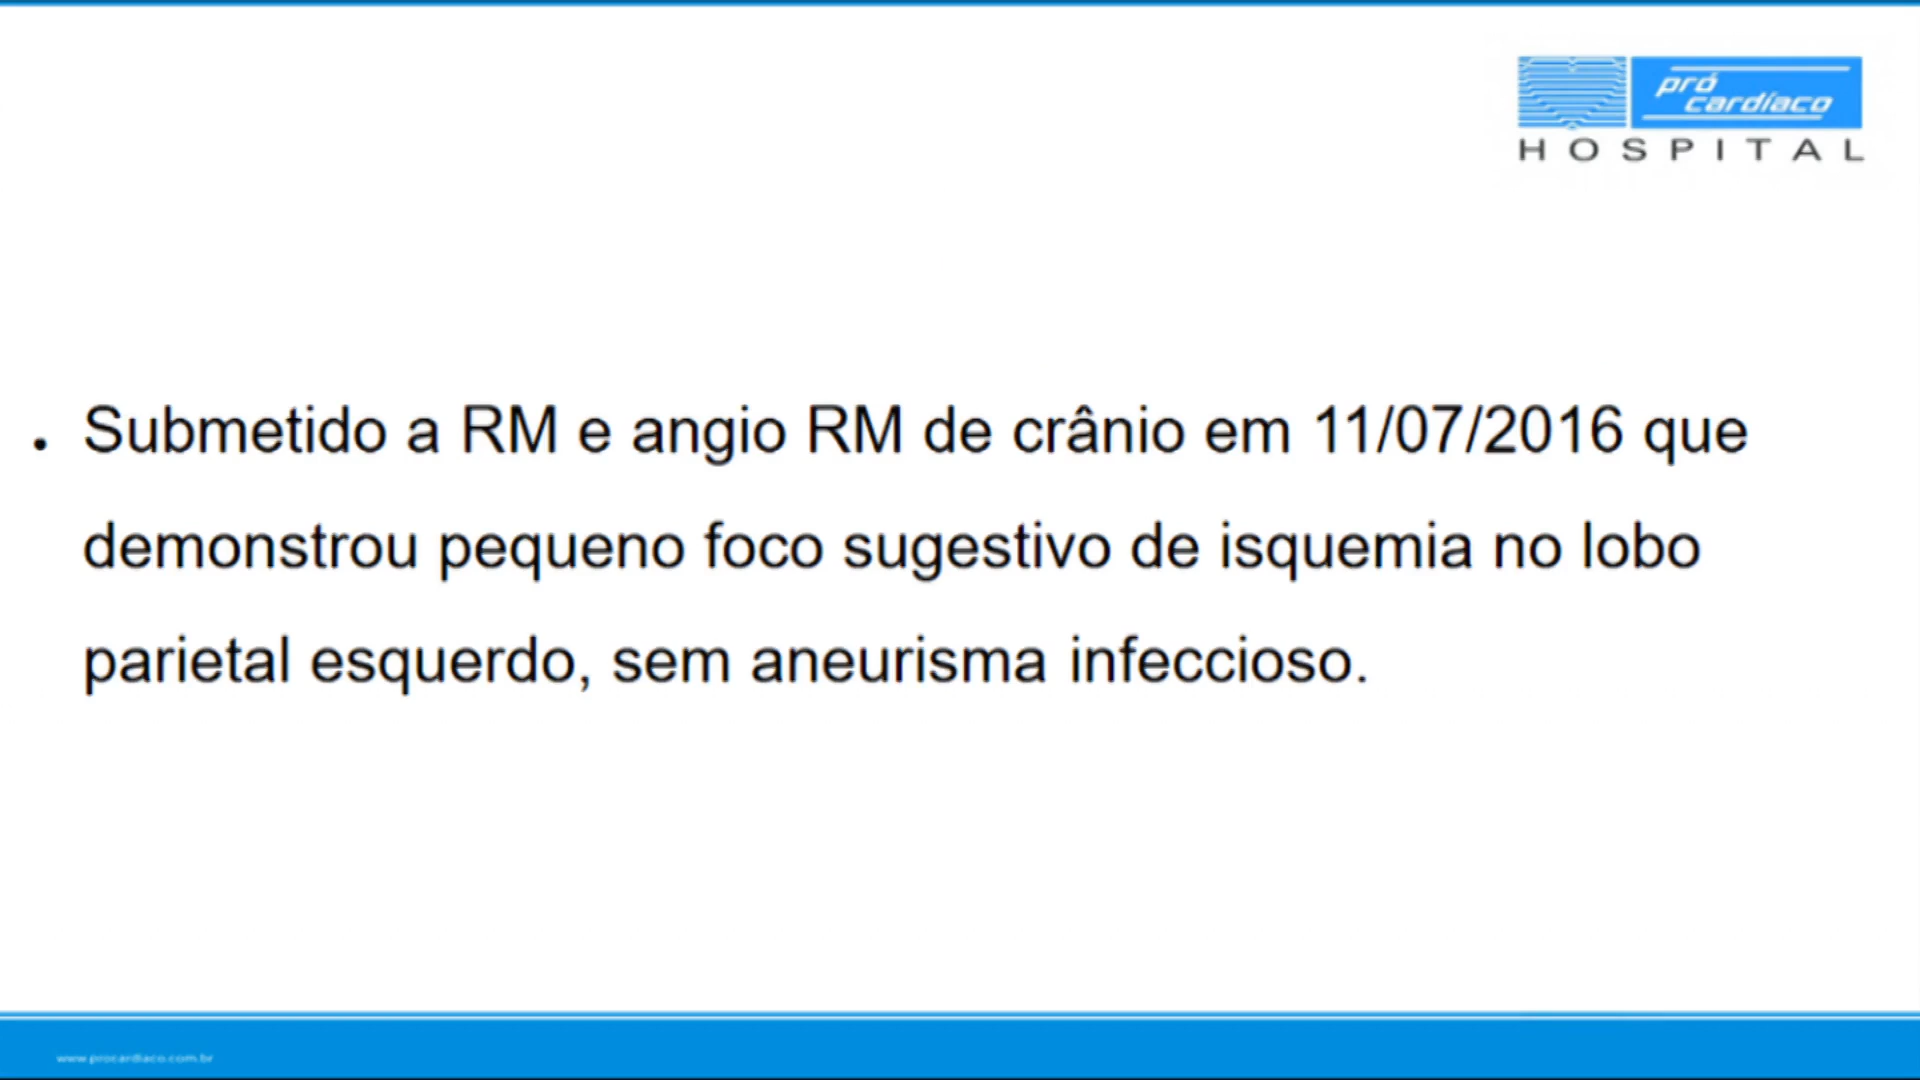 pró
cardíaco
HOSPITAL
. Submetido a RM e angio RM de crânio em 11/07/2016 que
demonstrou pequeno foco sugestivo de isquemia no lobo
parietal esquerdo, sem aneurisma infeccioso.
www.procardiaco.com.br